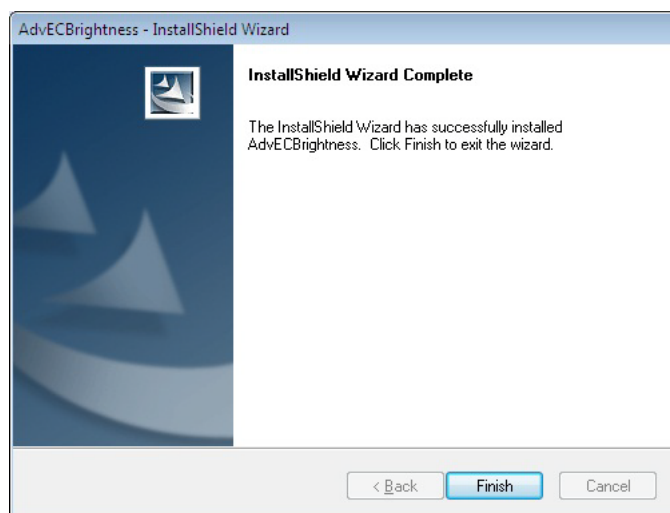 AdvECBrightness - InstallShield Wizard
InstallShield Wizard Complete
The InstallShield Wizard has successfully installed
AdvECBrightness. Click Finish to exit the wizard.
< Back
Finish
Cancel